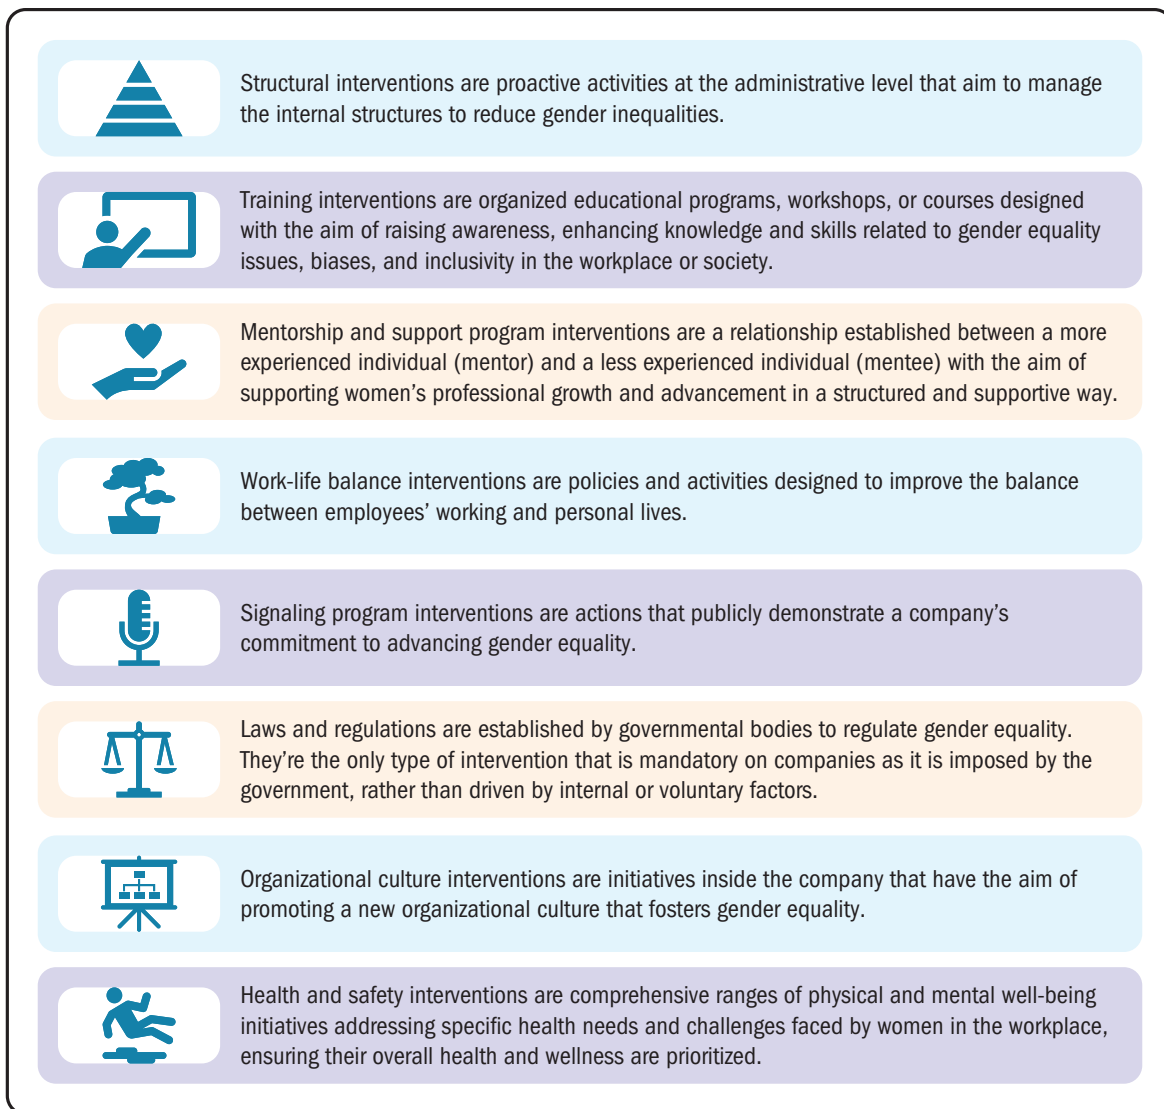 Structural interventions are proactive activities at the administrative level that aim to manage
the internal structures to reduce gender inequalities.
Training interventions are organized educational programs, workshops, or courses designed
with the aim of raising awareness, enhancing knowledge and skills related to gender equality
issues, biases, and inclusivity in the workplace or society.
Mentorship and support program interventions are a relationship established between a more
experienced individual (mentor) and a less experienced individual (mentee) with the aim of
supporting women’s professional growth and advancement in a structured and supportive way.
Work-life balance interventions are policies and activities designed to improve the balance
between employees’ working and personal lives.
Signaling program interventions are actions that publicly demonstrate a company’s
commitment to advancing gender equality.
Laws and regulations are established by governmental bodies to regulate gender equality.
They’re the only type of intervention that is mandatory on companies as it is imposed by the
government, rather than driven by internal or voluntary factors.
Organizational culture interventions are initiatives inside the company that have the aim of
promoting a new organizational culture that fosters gender equality.
Health and safety interventions are comprehensive ranges of physical and mental well-being
initiatives addressing specific health needs and challenges faced by women in the workplace,
ensuring their overall health and wellness are prioritized.